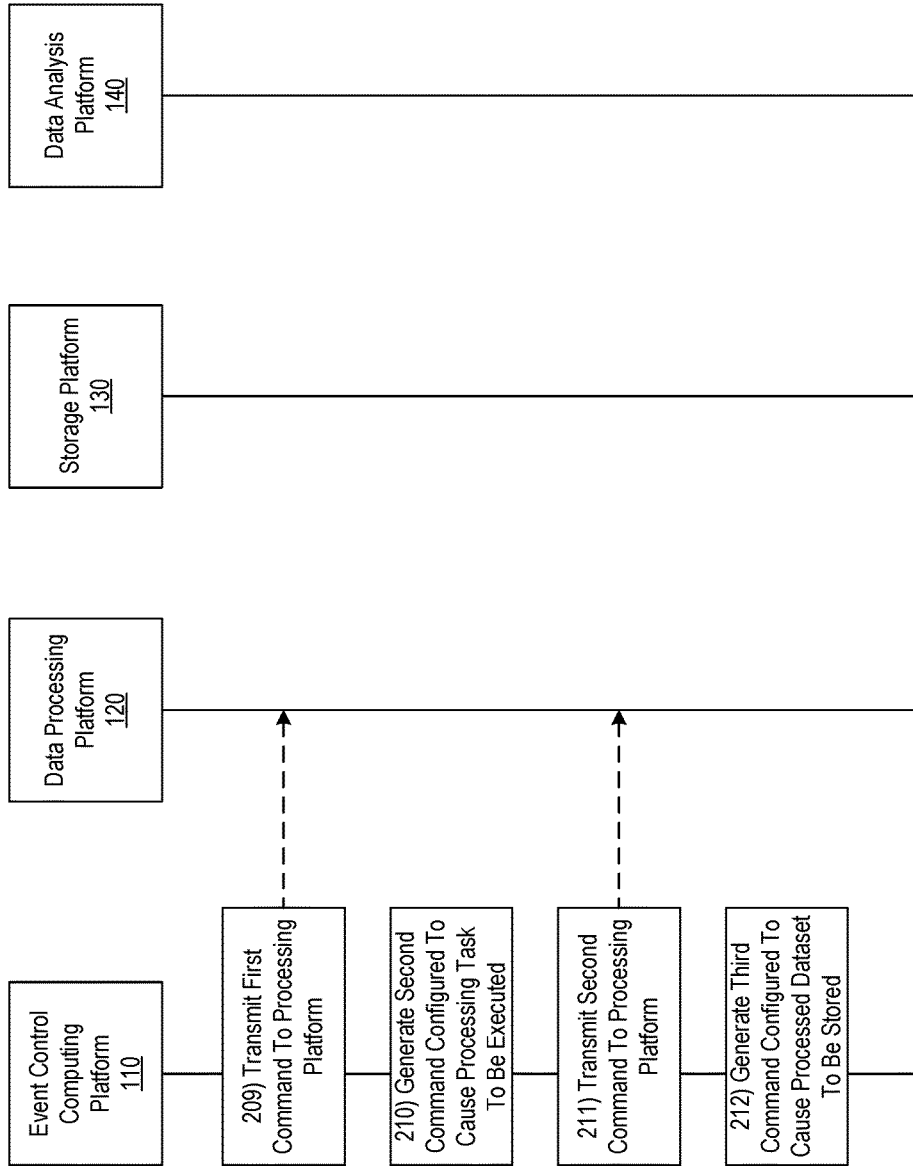 Event Control
Computing
Platform
110
Data Processing
Platform
120
Storage Platform
130
Data Analysis
Platform
140
209) Transmit First
Command To Processing
Platform
210) Generate Second
Command Configured To
Cause Processing Task
To Be Executed
211) Transmit Second
Command To Processing
Platform
212) Generate Third
Command Configured To
Cause Processed Dataset
To Be Stored